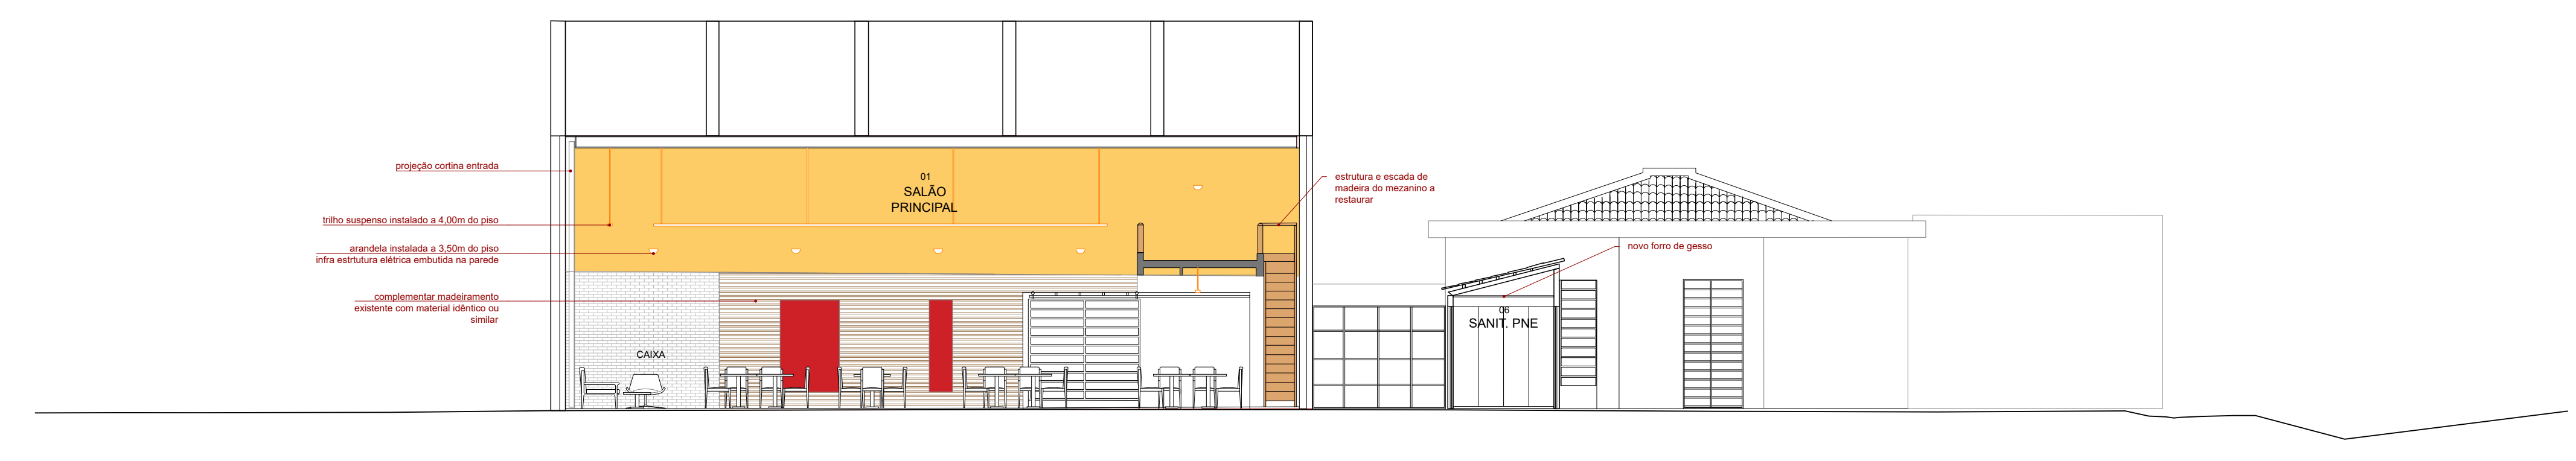 projeção cortina entrada
trilho suspenso instalado a 4,00m do piso
arandela instalada a 3,50m do piso
infra estrtutura elétrica embutida na parede
complementar madeiramento
existente com material idêntico ou
similar
01
SALÃO
PRINCIPAL
CAIXA
estrutura e escada de
madeira do mezanino a
restaurar
novo forro de gesso
06
SANIT. PNE